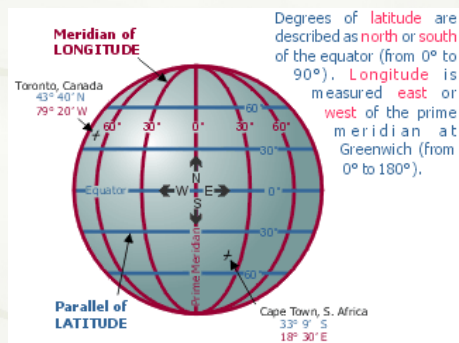 Meridian of
LONGITUDE
Degrees of latitude are
described as north or south
of the equator (from 0° to
90°). Longitude is
measured east or
west of the prime
meridian at
Greenwich (from
0° to 180°).
Toronto, Canada
43° 40' N
79° 20' W
60°
60° 30° 0° 30° 60°
30°
N
Equator W E 0°
S
30°
Prime Meridian
60°
Parallel of
LATITUDE
Cape Town, S. Africa
33° 9' S
18° 30' E